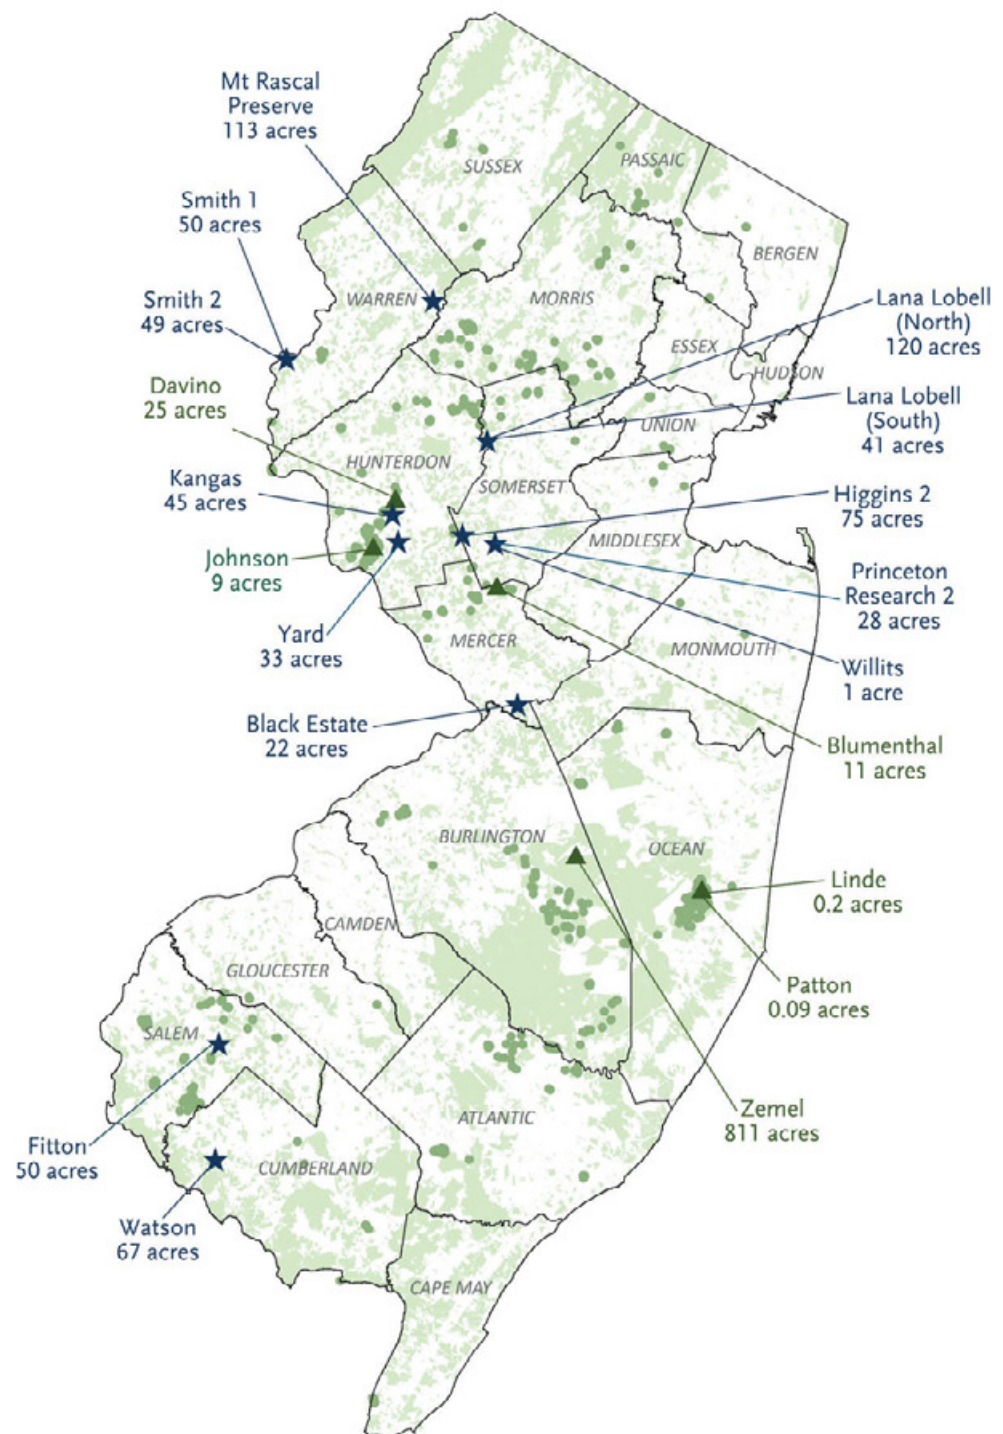 Mt Rascal
Preserve
113 acres
SUSSEX
PASSAIC
Smith 1
50 acres
BERGEN
Smith 2
49 acres
WARREN
MORRIS
Lana Lobell
(North)
120 acres
ESSEX
HUDSON
Davino
25 acres
Lana Lobell
(South)
41 acres
UNION
HUNTERDON
Kangas
45 acres
SOMERSET
Higgins 2
75 acres
MIDDLESEX
Johnson
9 acres
Princeton
Research 2
28 acres
Yard
33 acres
MERCER
MONMOUTH
Willits
1 acre
Black Estate
22 acres
Blumenthal
11 acres
BURLINGTON
OCEAN
Linde
0.2 acres
CAMDEN
GLOUCESTER
Patton
0.09 acres
SALEM
ATLANTIC
Zemel
811 acres
Fitton
50 acres
CUMBERLAND
Watson
67 acres
CAPE MAY